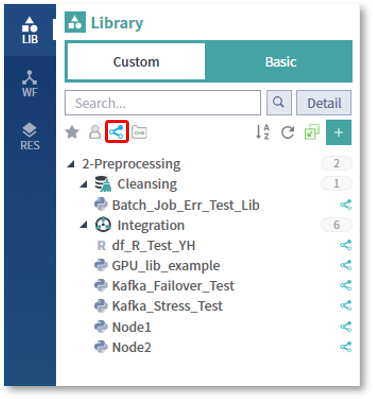 LIB
WF
RES
Library
Custom Basic
Search... Detail
2-Preprocessing 2
Cleansing 1
Batch_Job_Err_Test_Lib
Integration 6
R df_R_Test_YH
GPU_lib_example
Kafka_Failover_Test
Kafka_Stress_Test
Node1
Node2